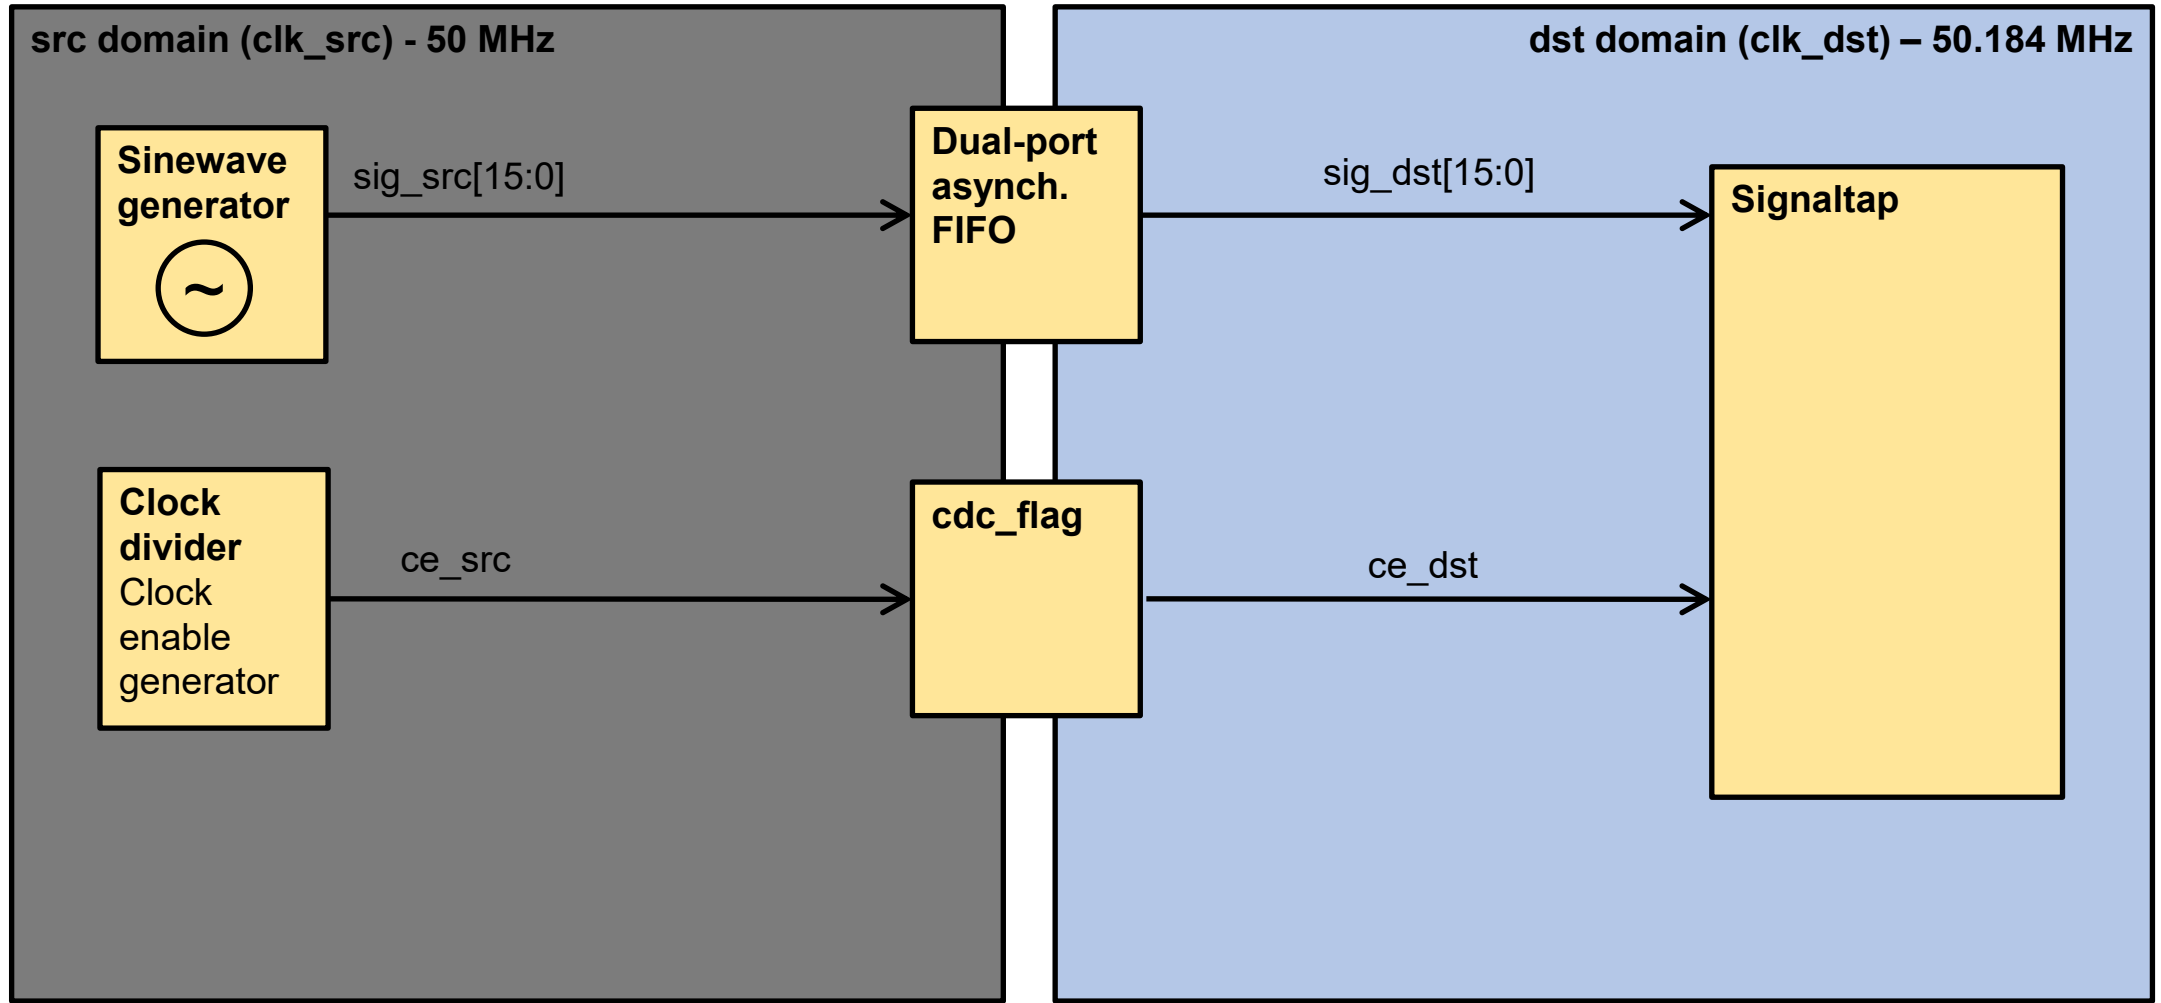 src domain (clk_src) - 50 MHz
dst domain (clk_dst) – 50.184 MHz
Sinewave
generator
~
sig_src[15:0]
Dual-port
asynch.
FIFO
sig_dst[15:0]
Signaltap
Clock
divider
Clock
enable
generator
ce_src
cdc_flag
ce_dst